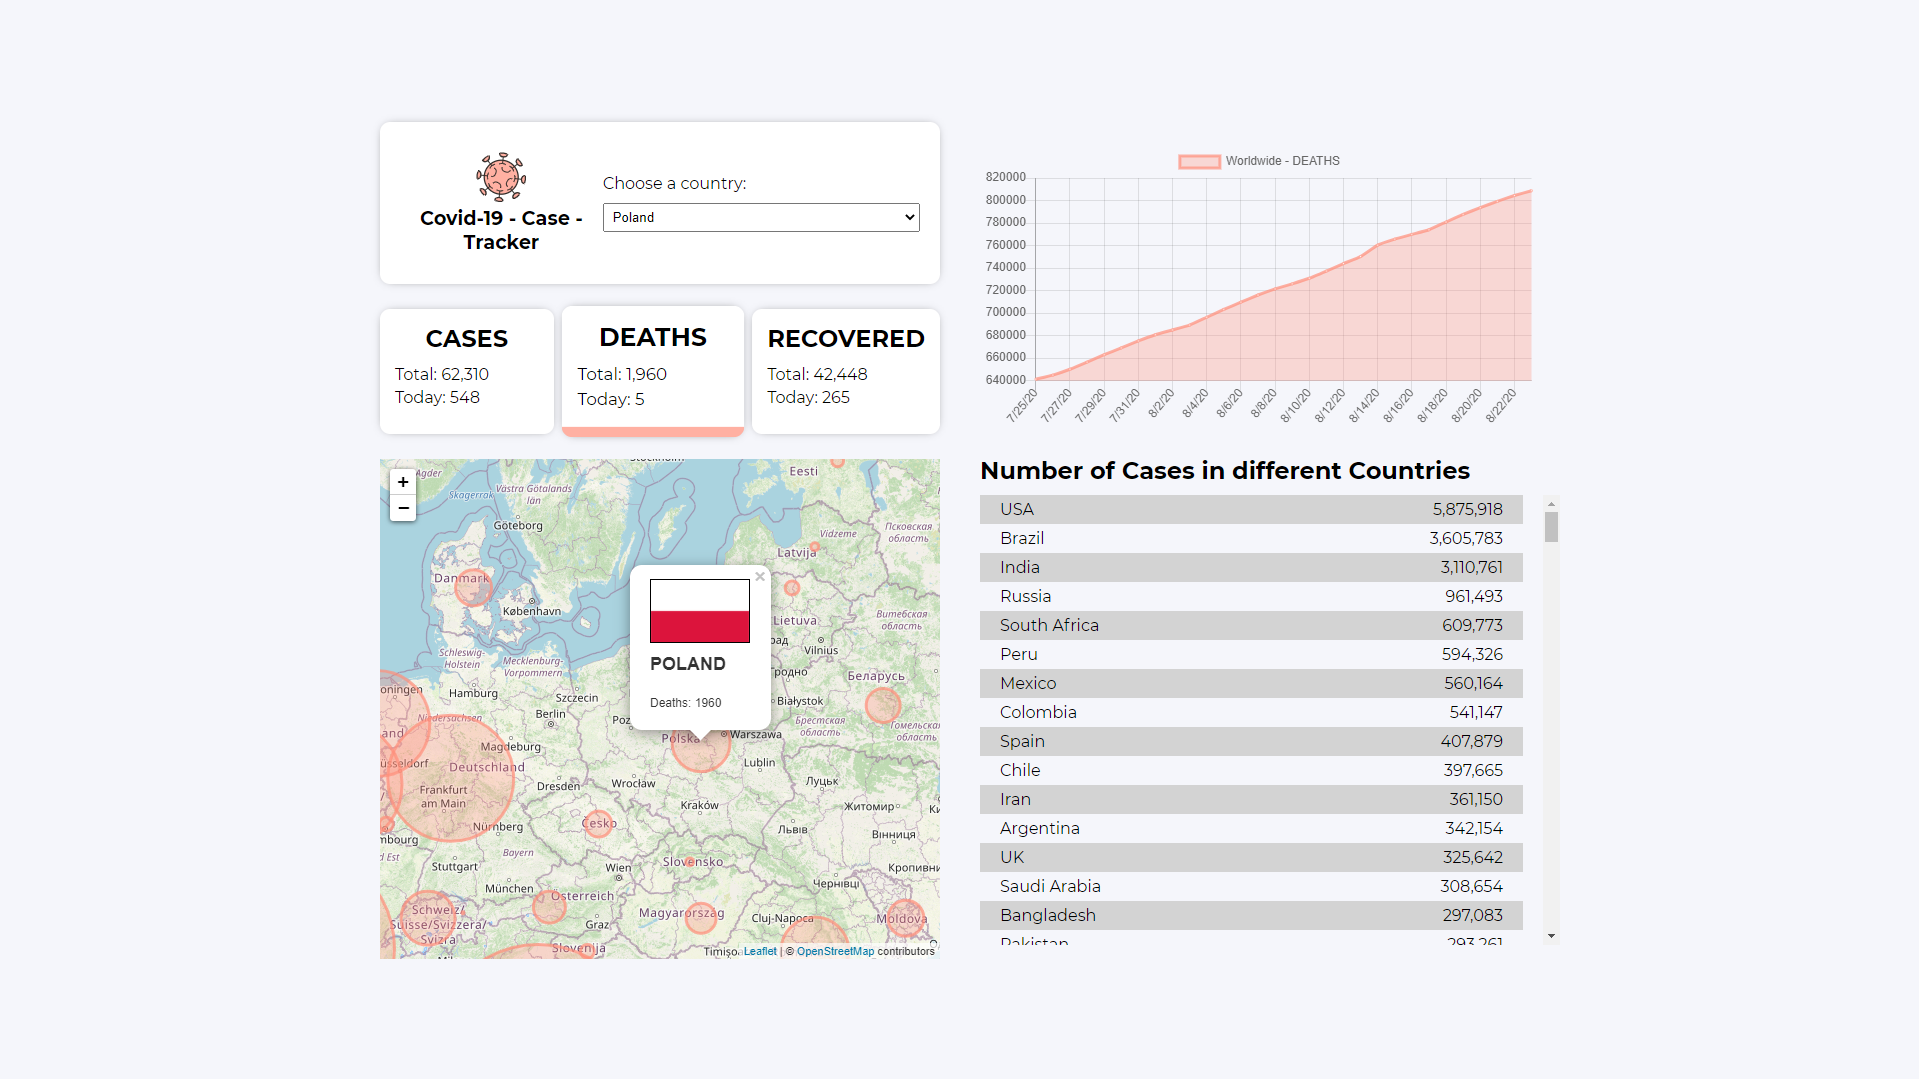 Covid-19 - Case -
Tracker
Choose a country:
Poland
CASES
Total: 62,310
Today: 548
DEATHS
Total: 1,960
Today: 5
RECOVERED
Total: 42,448
Today: 265
Worldwide - DEATHS
820000
800000
780000
760000
740000
720000
700000
680000
660000
640000
7/25/20
7/27/20
7/29/20
7/31/20
8/2/20
8/4/20
8/6/20
8/8/20
8/10/20
8/12/20
8/14/20
8/16/20
8/18/20
8/20/20
8/22/20
+
−
Agder
Skagerrak
Västra Götalands
län
Göteborg
Eesti
Vidzeme
Псковская
область
Latvija
Danmark
København
Lietuva
Vilnius
Витебская
область
Schleswig-
Holstein
Mecklenburg-
Vorpommern
Hamburg
Szczecin
Беларусь
Białystok
Брестская
область
Гомельская
область
Niedersachsen
Berlin
Magdeburg
Polska
Warszawa
Lublin
Deutschland
Frankfurt
am Main
Dresden
Wrocław
Луцьк
Kraków
Житомир
Nürnberg
Česko
Львів
Вінниця
Stuttgart
Bayern
Slovensko
Wien
München
Чернівці
Österreich
Graz
Magyarország
Cluj-Napoca
Moldova
Schweiz/
Suisse/Svizzera/
Svizra
Slovenija
×
POLAND
Deaths: 1960
Leaflet | © OpenStreetMap contributors
Number of Cases in different Countries
USA 5,875,918
Brazil 3,605,783
India 3,110,761
Russia 961,493
South Africa 609,773
Peru 594,326
Mexico 560,164
Colombia 541,147
Spain 407,879
Chile 397,665
Iran 361,150
Argentina 342,154
UK 325,642
Saudi Arabia 308,654
Bangladesh 297,083
Pakistan 293,261